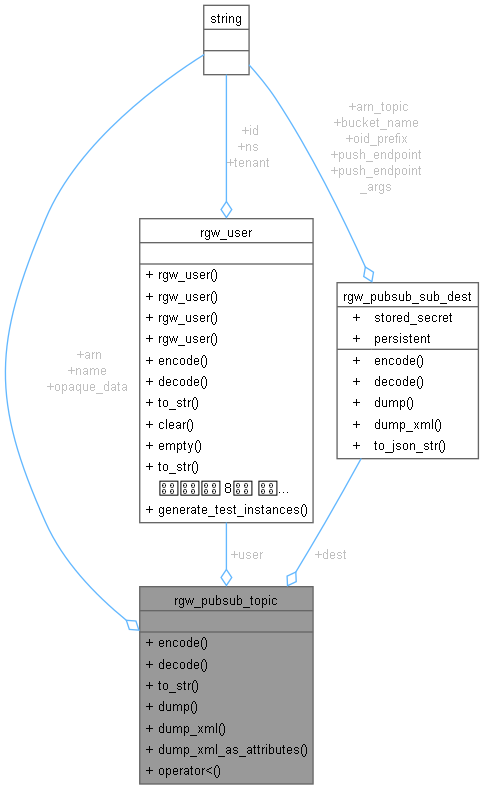 string
+arn_topic
+bucket_name
+oid_prefix
+push_endpoint
+push_endpoint
_args
+id
+ns
+tenant
rgw_user
+ rgw_user()
+ rgw_user()
+ rgw_user()
+ rgw_user()
+ encode()
+ decode()
+ to_str()
+ clear()
+ empty()
+ to_str()
8 ...
+ generate_test_instances()
rgw_pubsub_sub_dest
+ stored_secret
+ persistent
+ encode()
+ decode()
+ dump()
+ dump_xml()
+ to_json_str()
+arn
+name
+opaque_data
+user
+dest
rgw_pubsub_topic
+ encode()
+ decode()
+ to_str()
+ dump()
+ dump_xml()
+ dump_xml_as_attributes()
+ operator<()